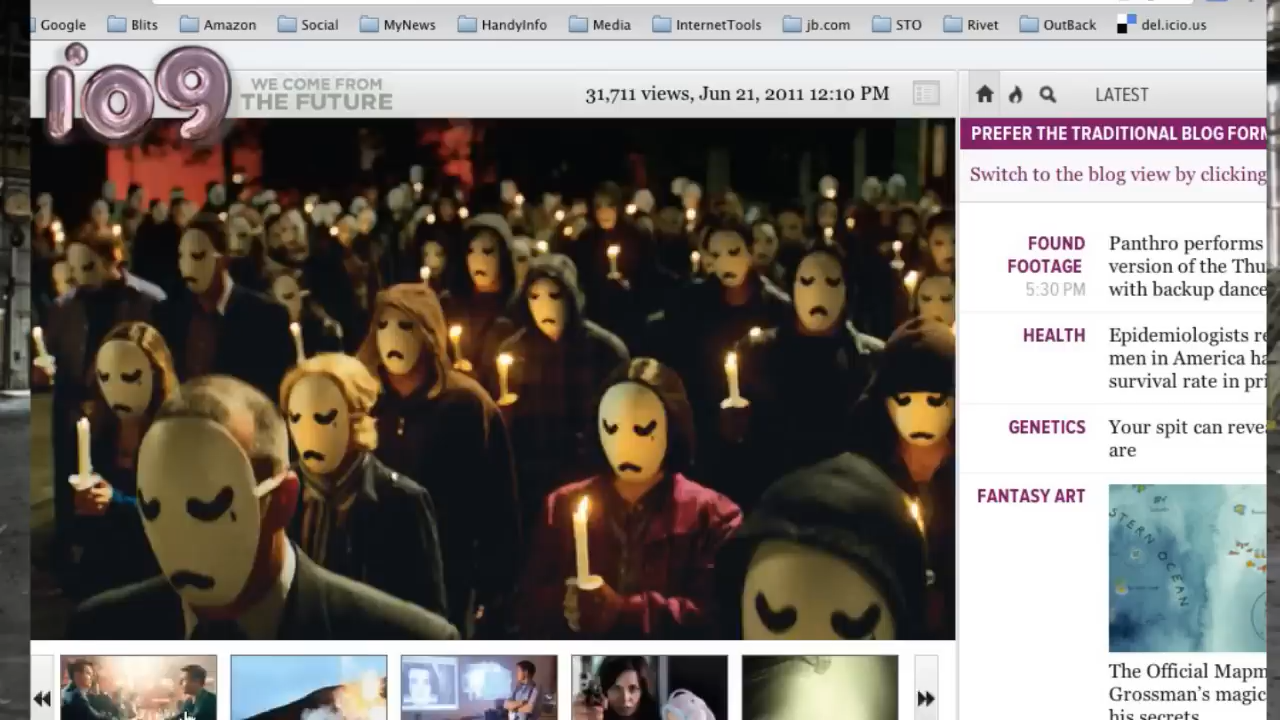 Google Blits Amazon Social MyNews HandyInfo Media InternetTools jb.com STO Rivet OutBack del.icio.us
io9
WE COME FROM
THE FUTURE
31,711 views, Jun 21, 2011 12:10 PM
LATEST
PREFER THE TRADITIONAL BLOG FORM
Switch to the blog view by clicking
FOUND FOOTAGE
5:30 PM
Panthro performs
version of the Thu
with backup dance
HEALTH
Epidemiologists re
men in America ha
survival rate in pri
GENETICS
Your spit can reve
are
FANTASY ART
STERN OCEAN
The Official Mapm
Grossman's magic
his secrets